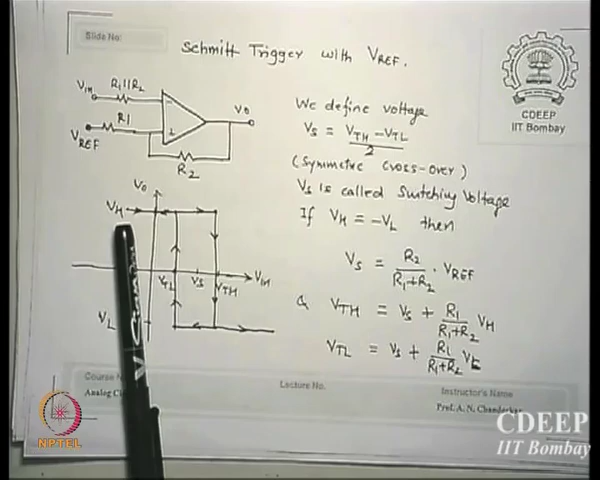 Slide No:
Schmitt Trigger with VREF.
CDEEP
IIT Bombay
VIN
R1||R2
R1
VREF
R2
VO
We define voltage
VS = VTH - VTL / 2
(Symmetric cross-over)
VS is called Switching Voltage
If VH = -VL then
VS = R2 / R1+R2 . VREF
& VTH = VS + R1 / R1+R2 VH
VTL = VS + R1 / R1+R2 VL
VO
VH
VTL
VS
VTH
VIN
VL
Course N
Analog Ci
Lecture No.
Instructor's Name
Prof. A. N. Chandorkar
NPTEL
CDEEP
IIT Bombay